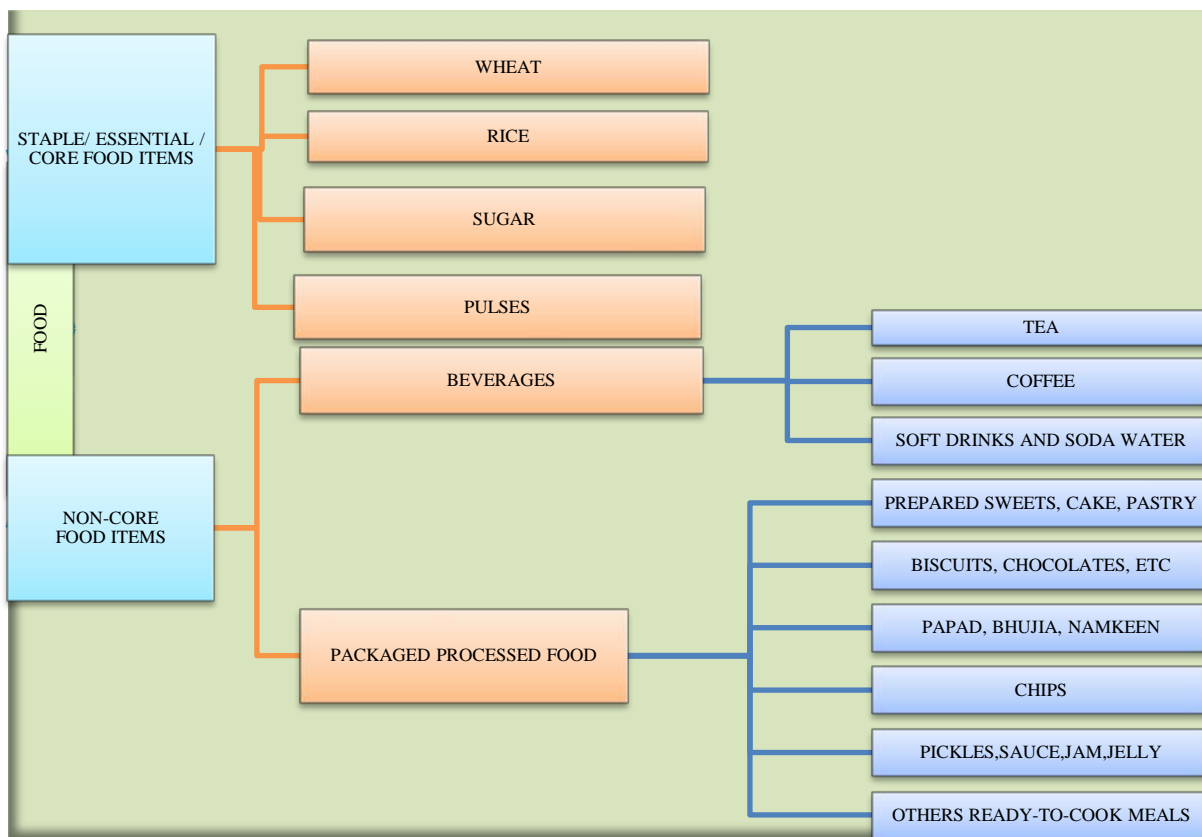 STAPLE/ ESSENTIAL /
CORE FOOD ITEMS
WHEAT
RICE
SUGAR
PULSES
FOOD
NON-CORE
FOOD ITEMS
BEVERAGES
TEA
COFFEE
SOFT DRINKS AND SODA WATER
PACKAGED PROCESSED FOOD
PREPARED SWEETS, CAKE, PASTRY
BISCUITS, CHOCOLATES, ETC
PAPAD, BHUJIA, NAMKEEN
CHIPS
PICKLES,SAUCE,JAM,JELLY
OTHERS READY-TO-COOK MEALS